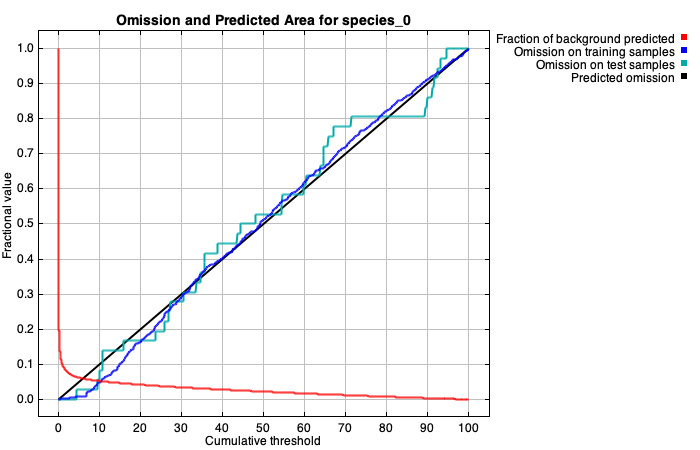 Omission and Predicted Area for species_0
Fraction of background predicted
Omission on training samples
Omission on test samples
Predicted omission
Fractional value
1.0
0.9
0.8
0.7
0.6
0.5
0.4
0.3
0.2
0.1
0.0
0 10 20 30 40 50 60 70 80 90 100
Cumulative threshold